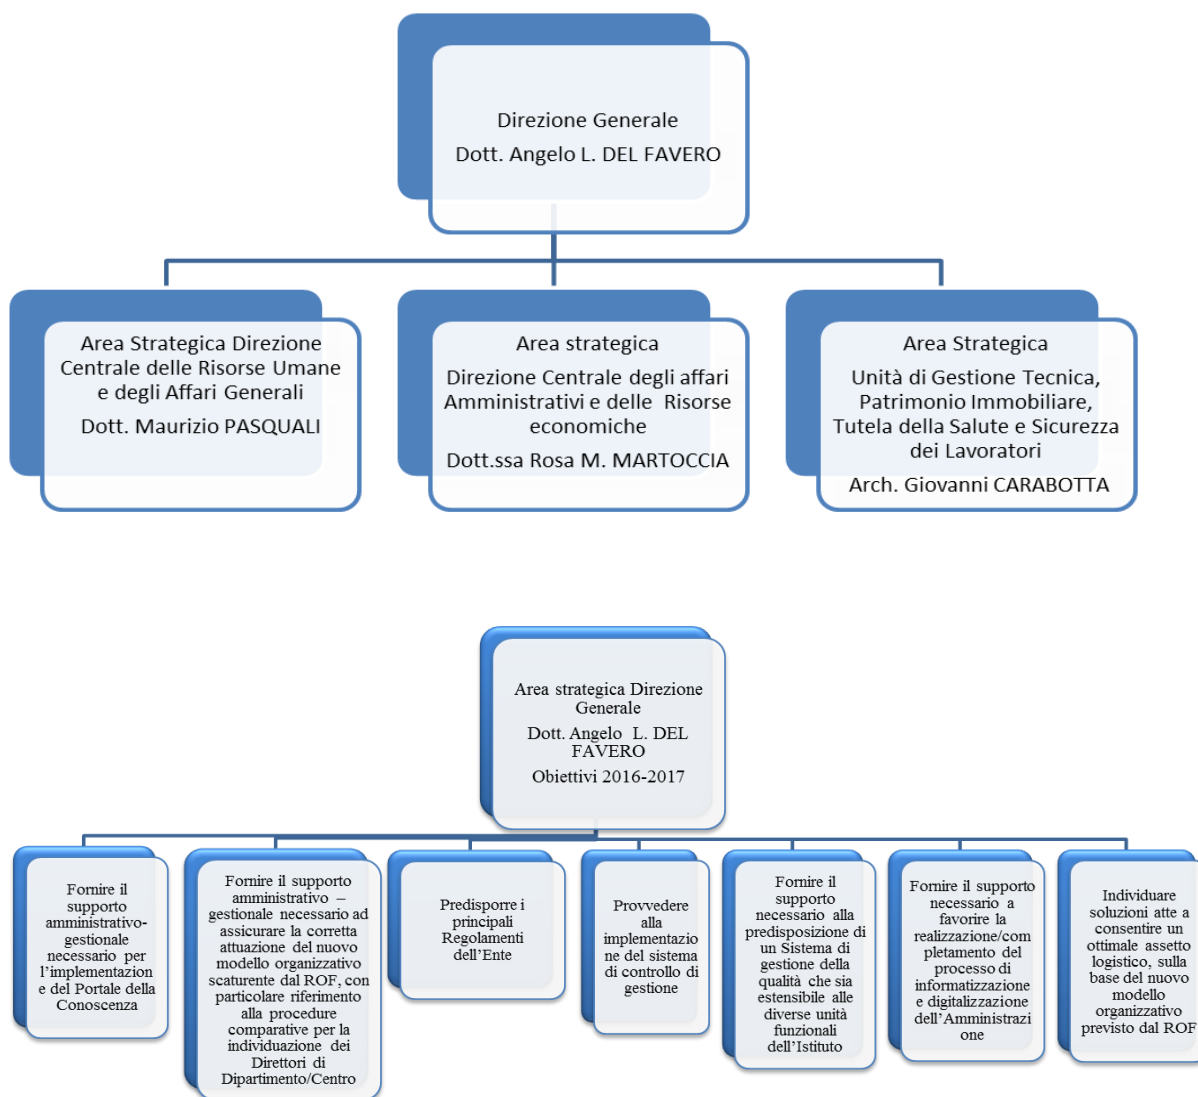 Direzione Generale
Dott. Angelo L. DEL FAVERO
Area Strategica Direzione
Centrale delle Risorse Umane
e degli Affari Generali
Dott. Maurizio PASQUALI
Area strategica
Direzione Centrale degli affari
Amministrativi e delle Risorse
economiche
Dott.ssa Rosa M. MARTOCCIA
Area Strategica
Unità di Gestione Tecnica,
Patrimonio Immobiliare,
Tutela della Salute e Sicurezza
dei Lavoratori
Arch. Giovanni CARABOTTA
Area strategica Direzione
Generale
Dott. Angelo L. DEL
FAVERO
Obiettivi 2016-2017
Fornire il
supporto
amministrativo-
gestionale
necessario per
l’implementazion
e del Portale della
Conoscenza
Fornire il supporto
amministrativo –
gestionale necessario ad
assicurare la corretta
attuazione del nuovo
modello organizzativo
scaturente dal ROF, con
particolare riferimento
alla procedure
comparative per la
individuazione dei
Direttori di
Dipartimento/Centro
Predisporre i
principali
Regolamenti
dell’Ente
Provvedere
alla
implementazio
ne del sistema
di controllo di
gestione
Fornire il
supporto
necessario alla
predisposizione di
un Sistema di
gestione della
qualità che sia
estensibile alle
diverse unità
funzionali
dell’Istituto
Fornire il supporto
necessario a
favorire la
realizzazione/com
pletamento del
processo di
informatizzazione
e digitalizzazione
dell’Amministrazi
one
Individuare
soluzioni atte a
consentire un
ottimale assetto
logistico, sulla
base del nuovo
modello
organizzativo
previsto dal ROF